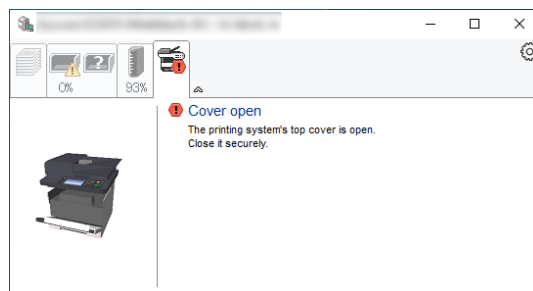 ?
0%
93%
Cover open
The printing system's top cover is open.
Close it securely.